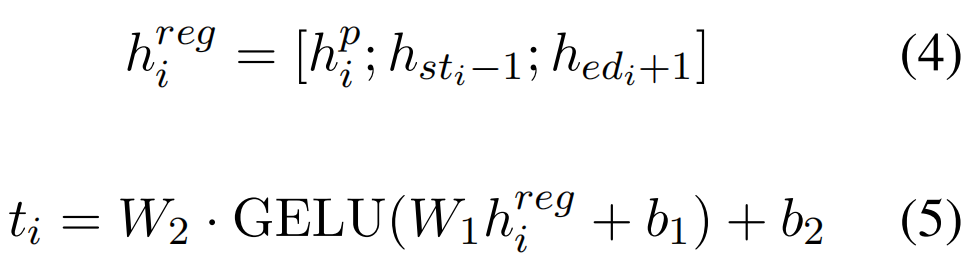 h_i^{reg} = [h_i^p; h_{st_i-1}; h_{ed_i+1}] (4)
t_i = W_2 · GELU(W_1 h_i^{reg} + b_1) + b_2 (5)